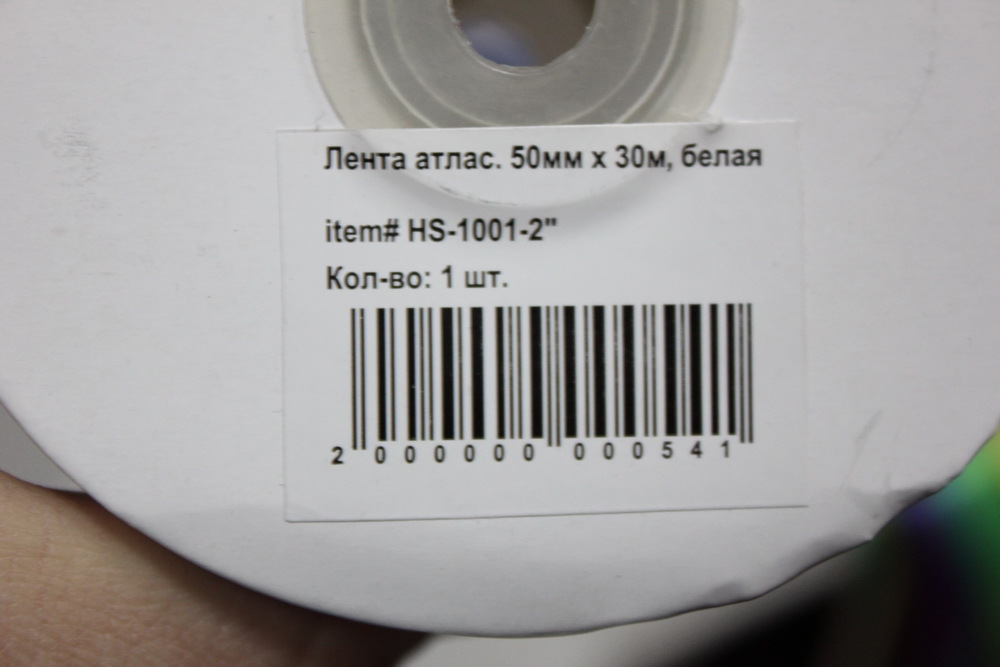 Лента атлас. 50мм x 30м, белая
item# HS-1001-2"
Кол-во: 1 шт.
2 000000 000541